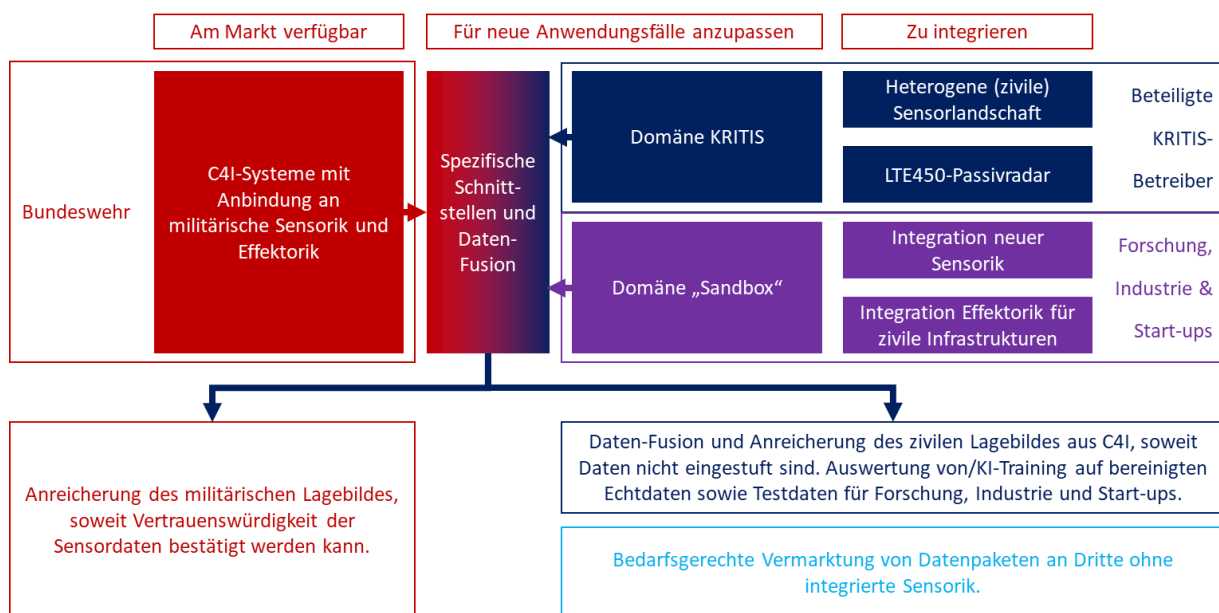 Am Markt verfügbar
Für neue Anwendungsfälle anzupassen
Zu integrieren
Bundeswehr
C4I-Systeme mit
Anbindung an
militärische Sensorik und
Effektorik
Spezifische
Schnitt-
stellen und
Daten-
Fusion
Domäne KRITIS
Heterogene (zivile)
Sensorlandschaft
LTE450-Passivradar
Beteiligte
KRITIS-
Betreiber
Domäne „Sandbox“
Integration neuer
Sensorik
Integration Effektorik für
zivile Infrastrukturen
Forschung,
Industrie &
Start-ups
Anreicherung des militärischen Lagebildes,
soweit Vertrauenswürdigkeit der
Sensordaten bestätigt werden kann.
Daten-Fusion und Anreicherung des zivilen Lagebildes aus C4I, soweit
Daten nicht eingestuft sind. Auswertung von/KI-Training auf bereinigten
Echtdaten sowie Testdaten für Forschung, Industrie und Start-ups.
Bedarfsgerechte Vermarktung von Datenpaketen an Dritte ohne
integrierte Sensorik.